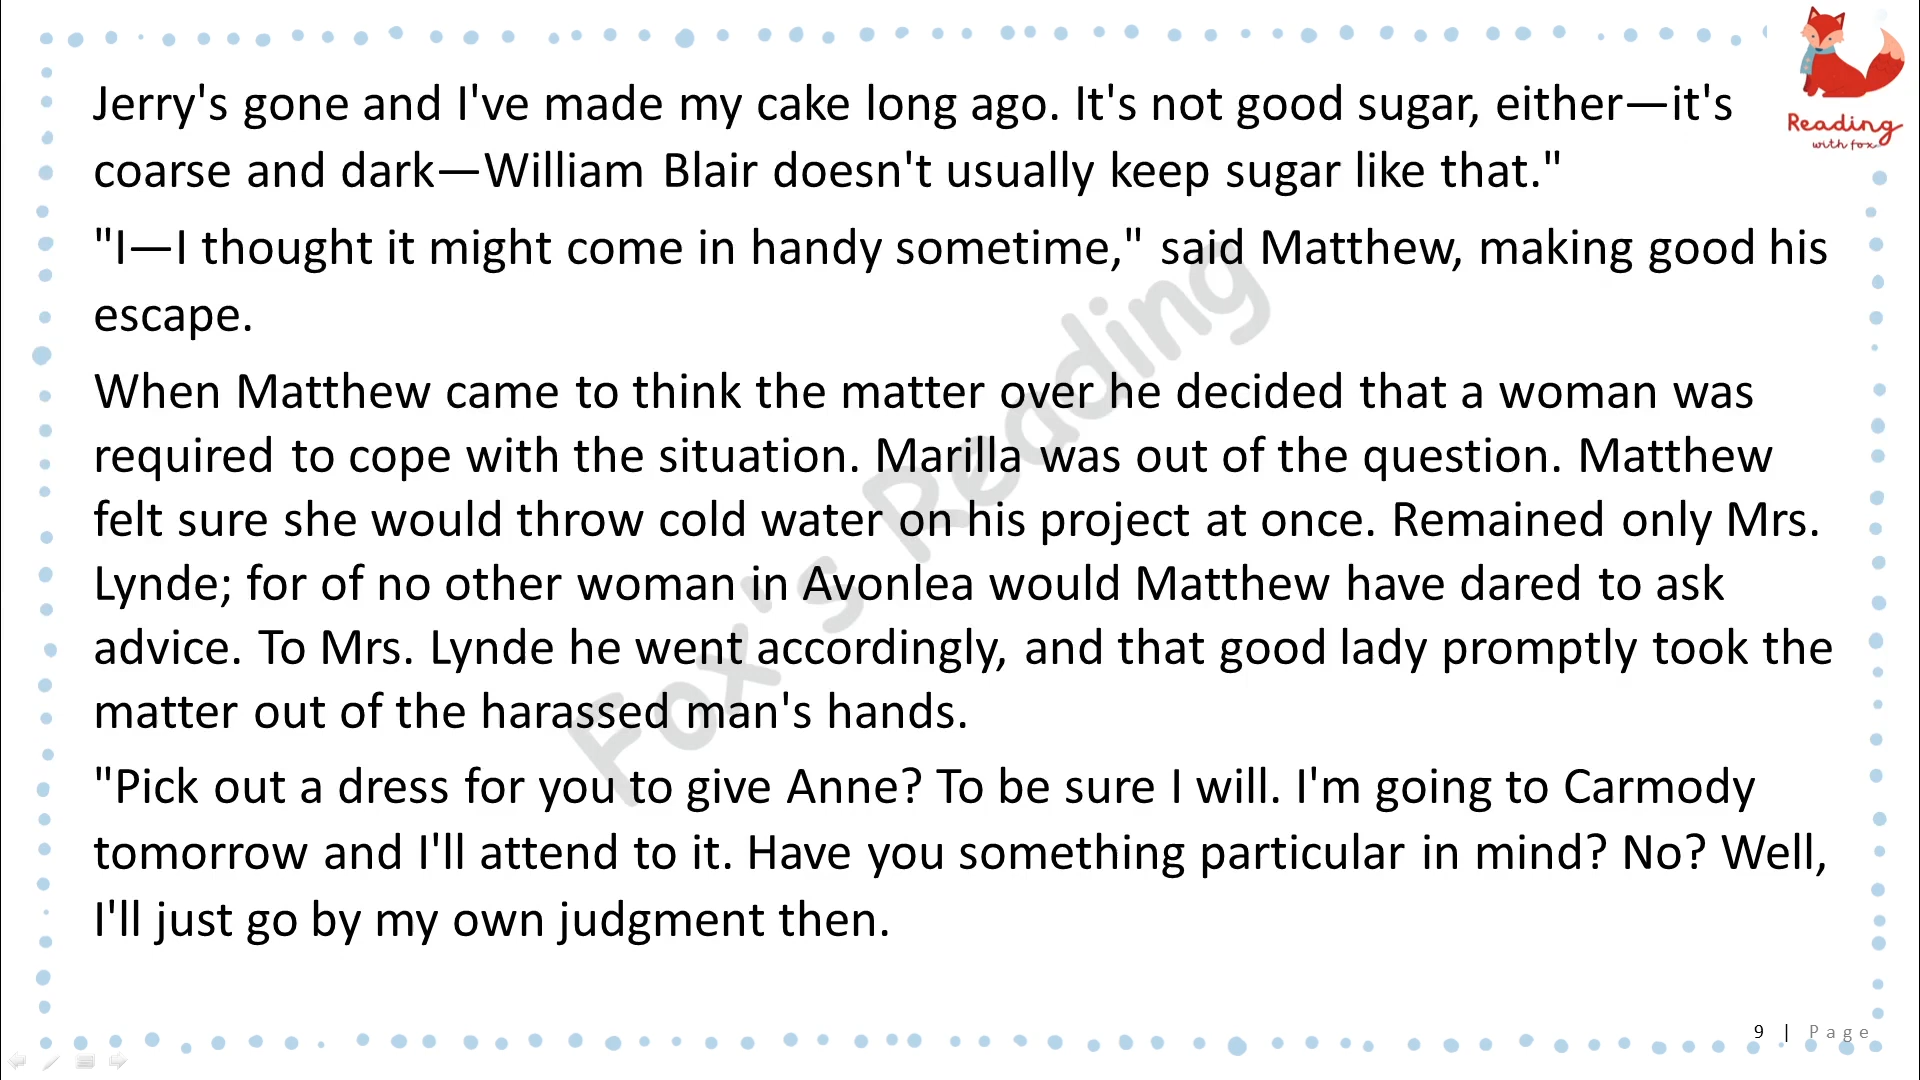 Jerry's gone and I've made my cake long ago. It's not good sugar, either—it's
coarse and dark—William Blair doesn't usually keep sugar like that."
"I—I thought it might come in handy sometime," said Matthew, making good his
escape.
When Matthew came to think the matter over he decided that a woman was
required to cope with the situation. Marilla was out of the question. Matthew
felt sure she would throw cold water on his project at once. Remained only Mrs.
Lynde; for of no other woman in Avonlea would Matthew have dared to ask
advice. To Mrs. Lynde he went accordingly, and that good lady promptly took the
matter out of the harassed man's hands.
"Pick out a dress for you to give Anne? To be sure I will. I'm going to Carmody
tomorrow and I'll attend to it. Have you something particular in mind? No? Well,
I'll just go by my own judgment then.
Reading
with fox
Fox's Reading
9 | Page